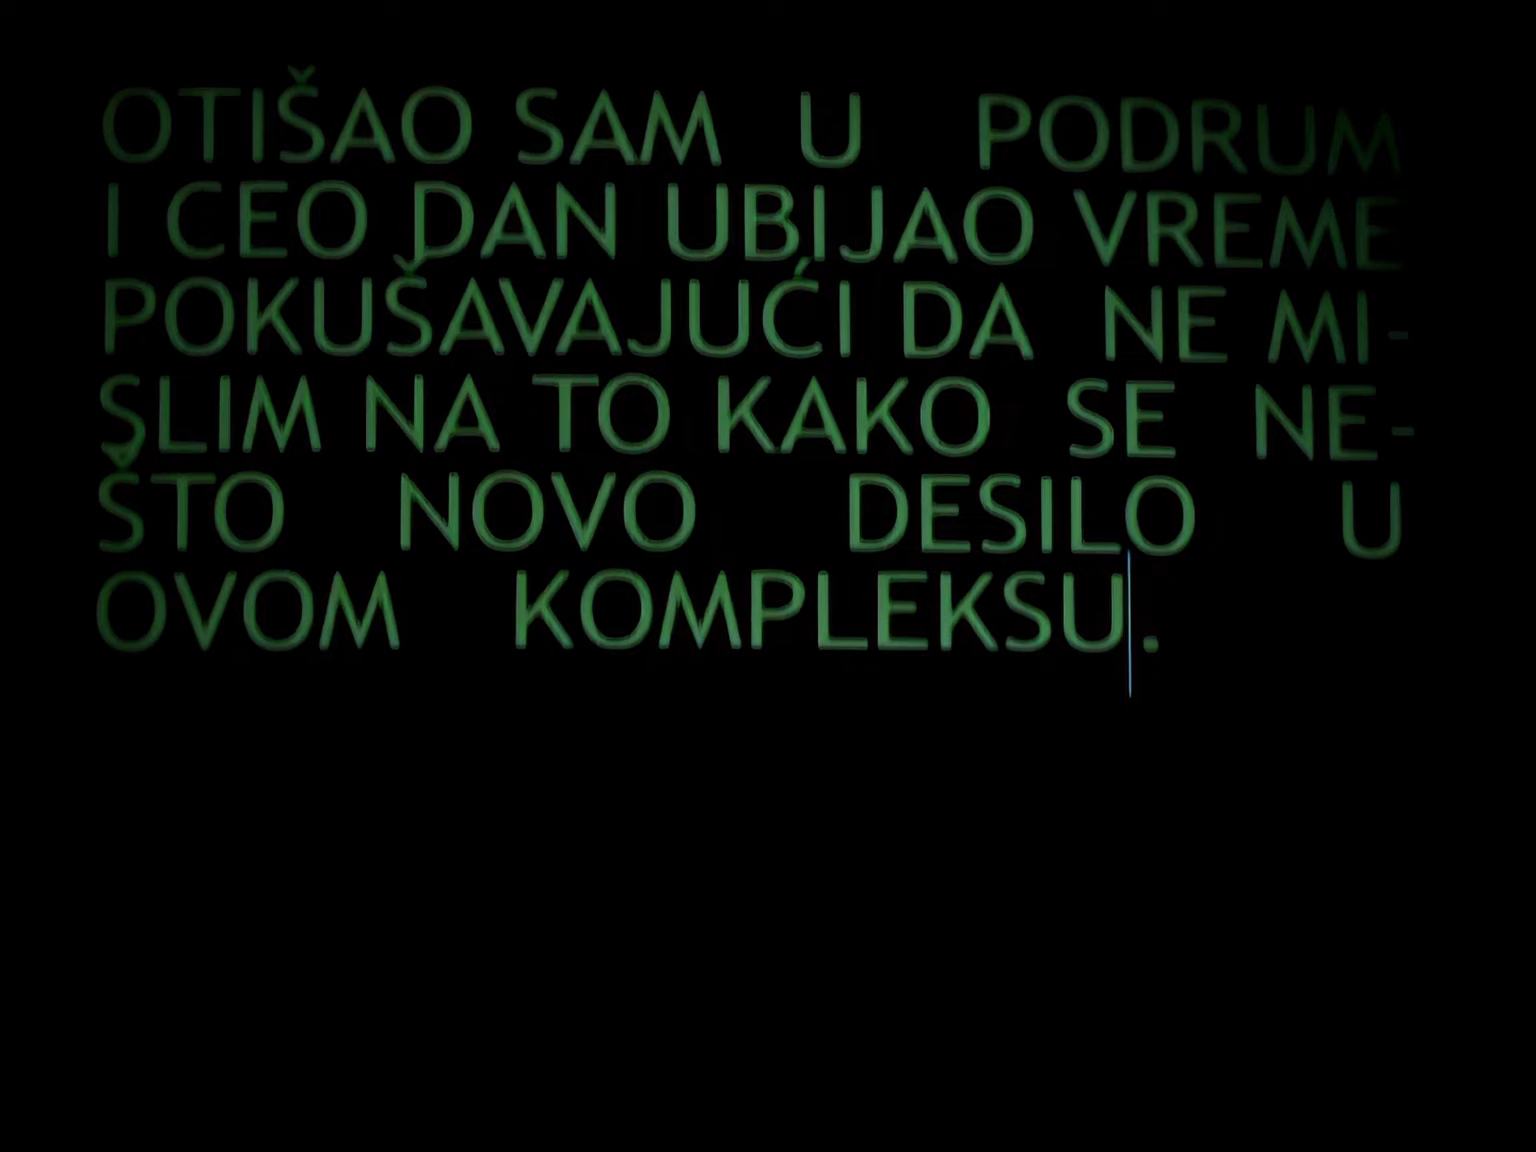 OTIŠAO SAM U PODRUM
I CEO DAN UBIJAO VREME
POKUŠAVAJUĆI DA NE MI-
SLIM NA TO KAKO SE NE-
ŠTO NOVO DESILO U
OVOM KOMPLEKSU.